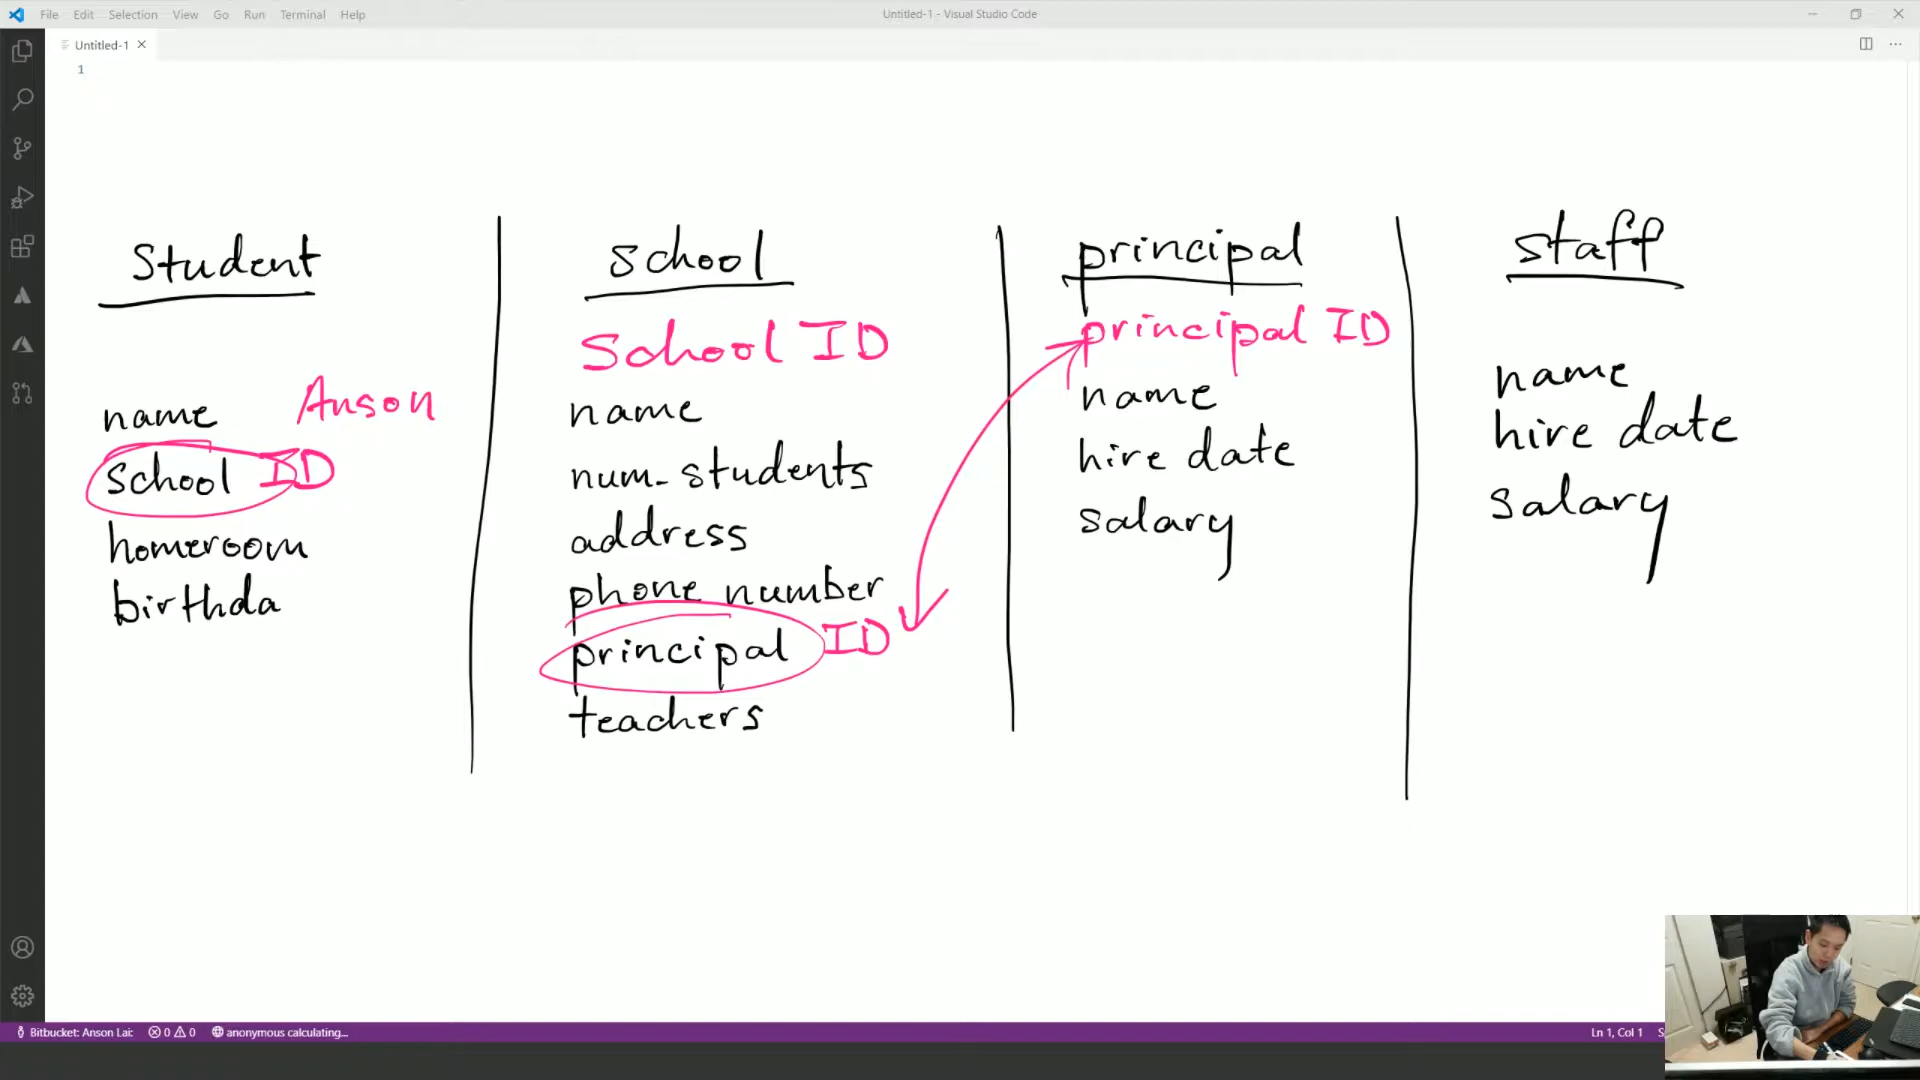 File Edit Selection View Go Run Terminal Help
Untitled-1 - Visual Studio Code
Untitled-1
1
Student
name Anson
school ID
homeroom
birthda
school
School ID
name
num_students
address
phone number
principal ID
teachers
principal
principal ID
name
hire date
salary
staff
name
hire date
salary
Bitbucket: Anson Lai: 0 0 anonymous calculating... Ln 1, Col 1 S